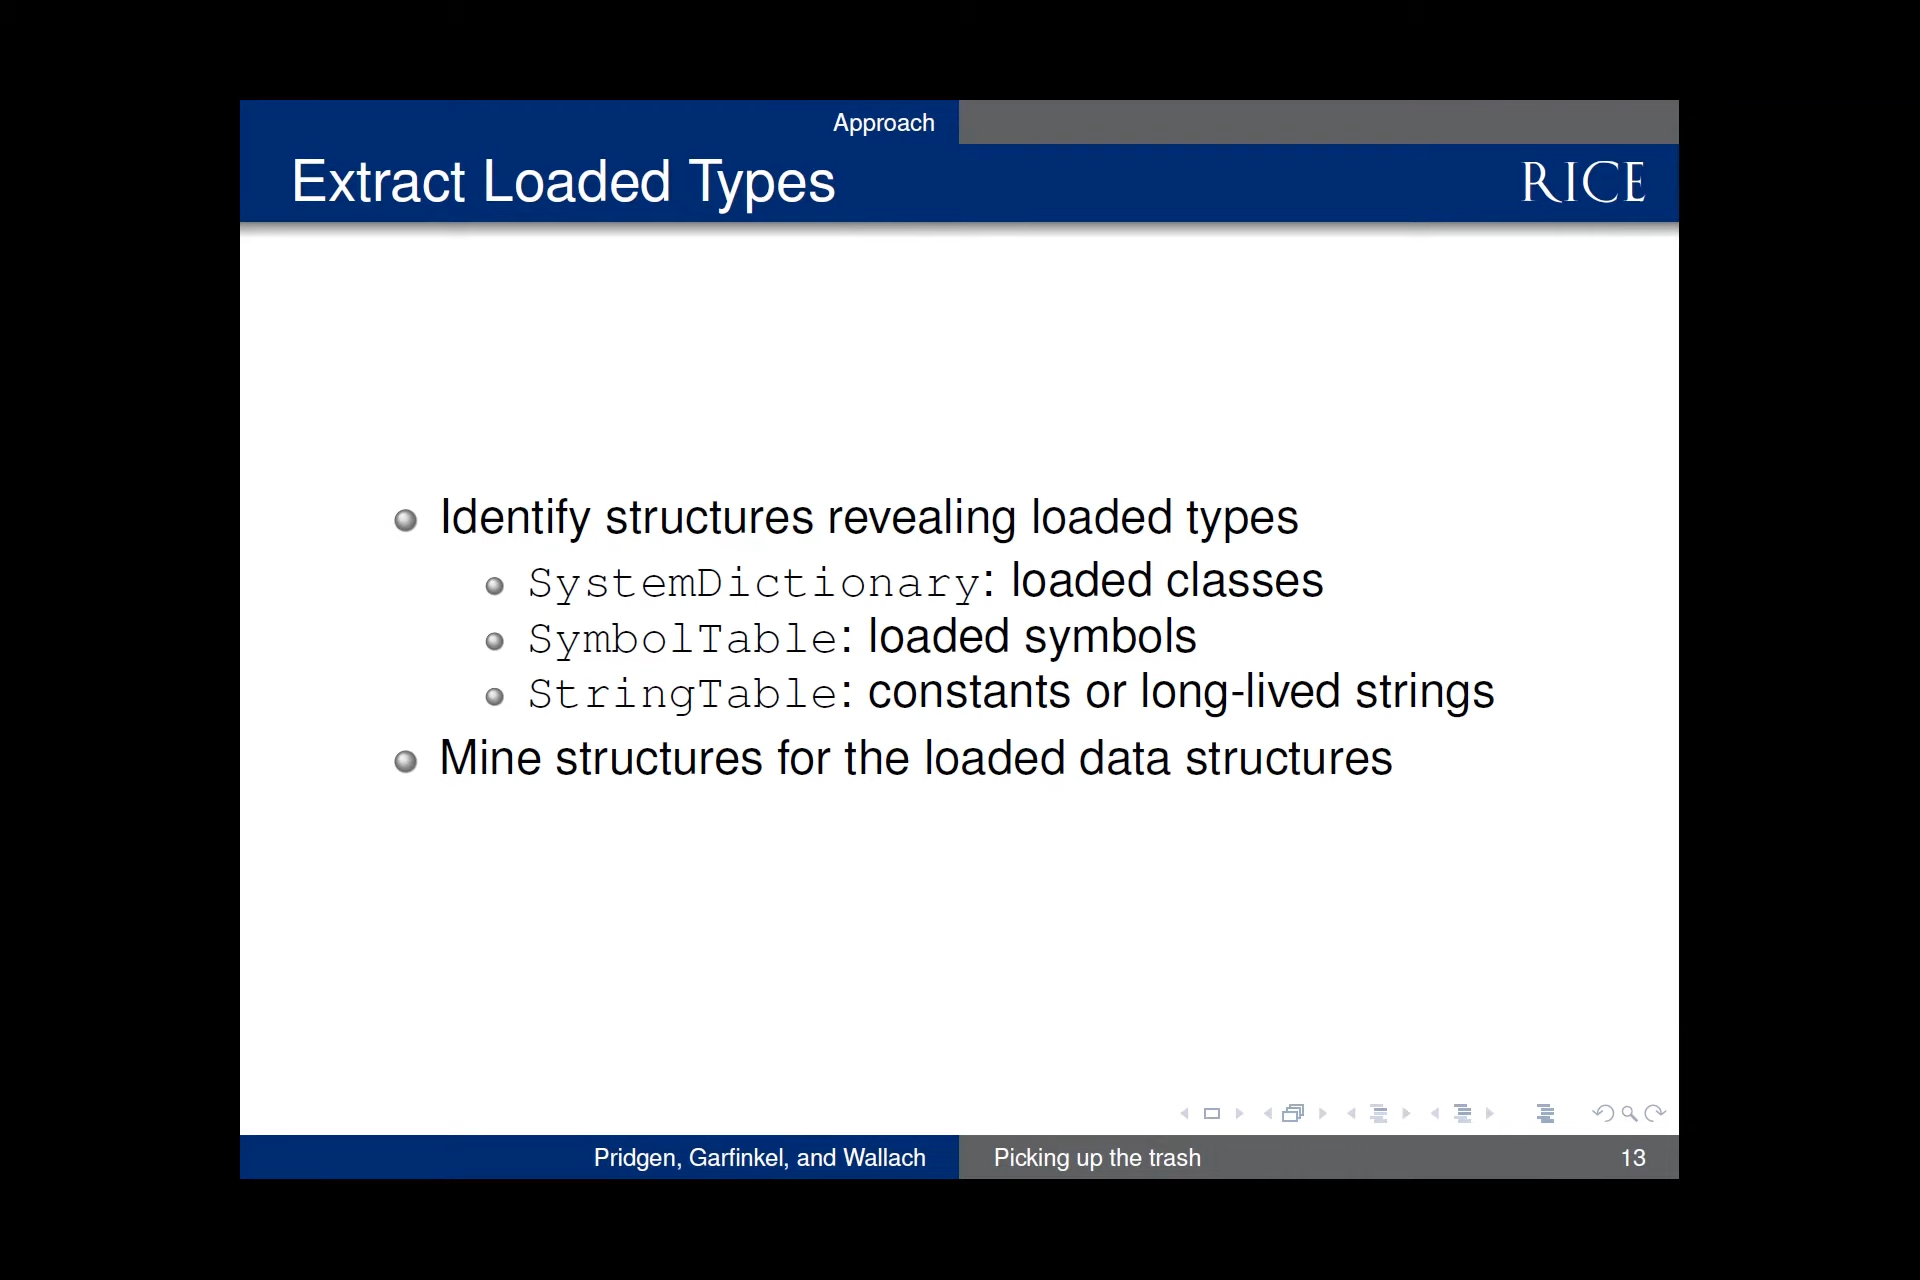 Approach
Extract Loaded Types
RICE
Identify structures revealing loaded types
SystemDictionary: loaded classes
SymbolTable: loaded symbols
StringTable: constants or long-lived strings
Mine structures for the loaded data structures
Pridgen, Garfinkel, and Wallach
Picking up the trash
13